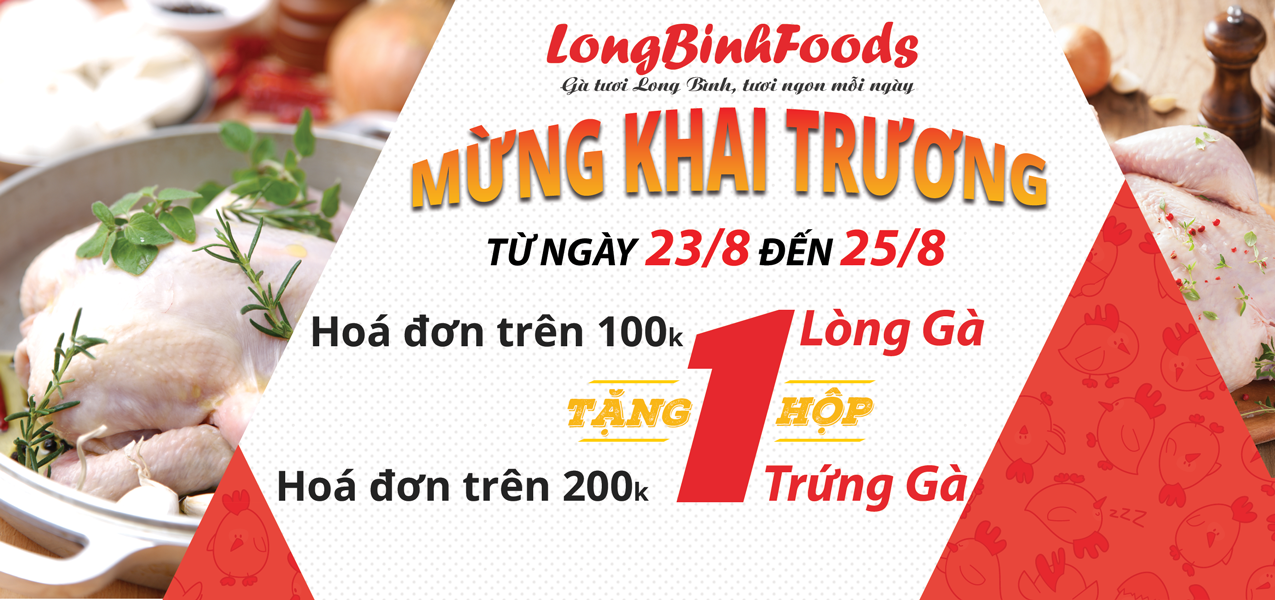 LongBinhFoods
Gà tươi Long Bình, tươi ngon mỗi ngày
MỪNG KHAI TRƯƠNG
TỪ NGÀY 23/8 ĐẾN 25/8
Hoá đơn trên 100k
Lòng Gà
TẶNG 1 HỘP
Hoá đơn trên 200k
Trứng Gà
zzz